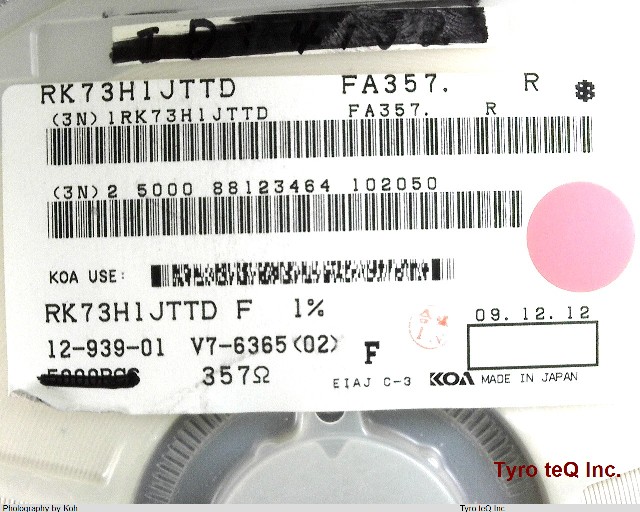 RK73H1JTTD FA357. R *
(3N) 1RK73H1JTTD FA357. R
(3N) 2 5000 88123464 102050
KOA USE:
RK73H1JTTD F 1%
09.12.12
12-939-01 V7-6365(02) F
5000PCS 357Ω
EIAJ C-3 KOA MADE IN JAPAN
Tyro teQ Inc.
Photography by Koh Tyro teQ Inc